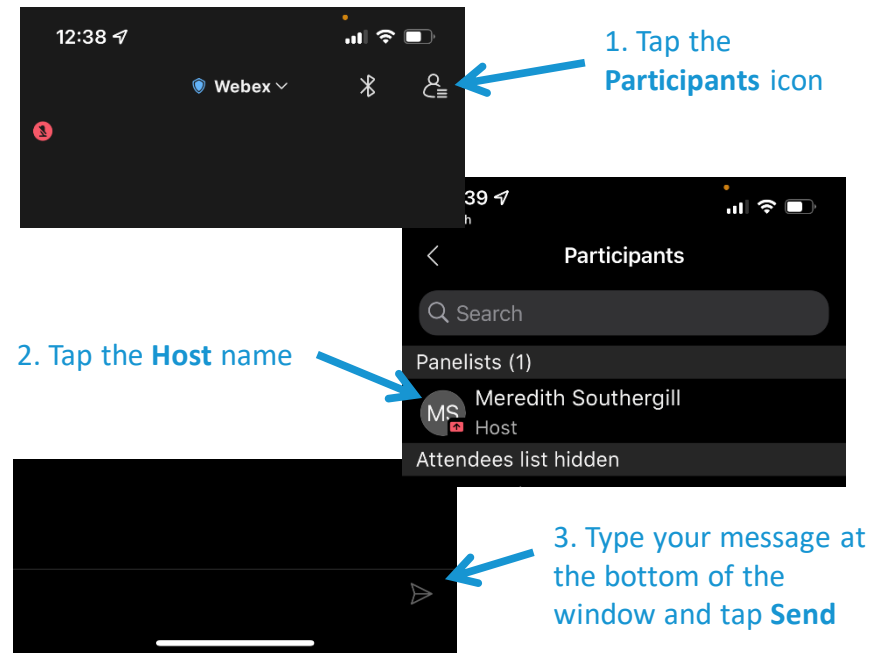 12:38
Webex
1. Tap the
Participants icon
39
h
Participants
Search
2. Tap the Host name
Panelists (1)
MS
Meredith Southergill
Host
Attendees list hidden
3. Type your message at
the bottom of the
window and tap Send